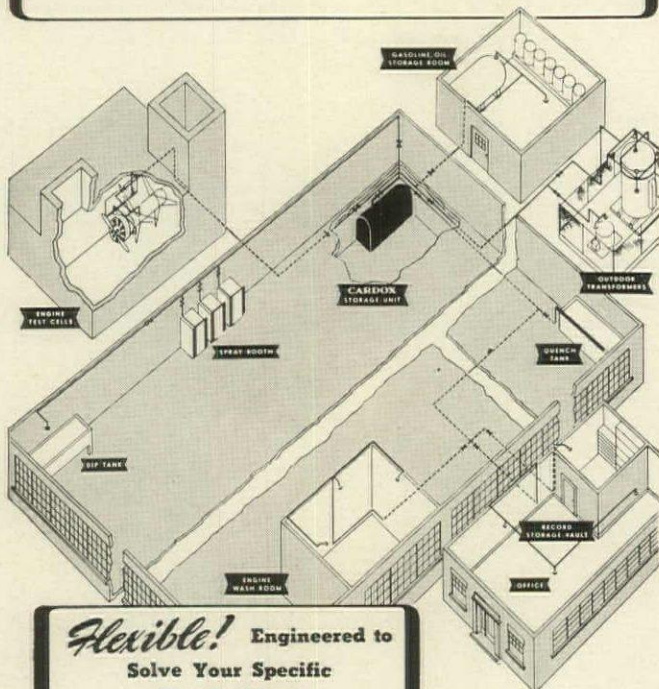 GASOLINE, OIL
STORAGE ROOM
ENGINE
TEST CELLS
CARDOX
STORAGE UNIT
OUTDOOR
TRANSFORMERS
SPRAY BOOTH
QUENCH
TANK
DIP TANK
RECORD
STORAGE VAULT
ENGINE
WASH ROOM
OFFICE
Flexible! Engineered to
Solve Your Specific